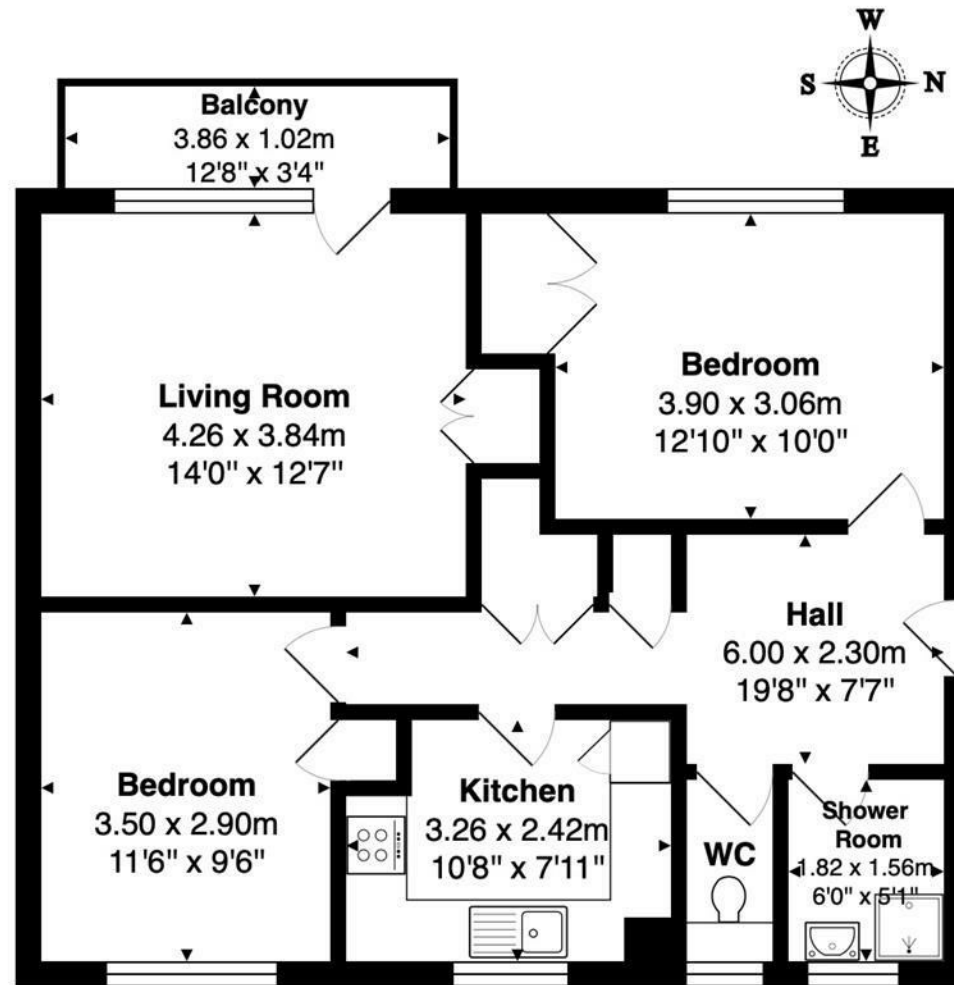 W
S
N
E
Balcony
3.86 x 1.02m
12'8" x 3'4"
Living Room
4.26 x 3.84m
14'0" x 12'7"
Bedroom
3.90 x 3.06m
12'10" x 10'0"
Hall
6.00 x 2.30m
19'8" x 7'7"
Bedroom
3.50 x 2.90m
11'6" x 9'6"
Kitchen
3.26 x 2.42m
10'8" x 7'11"
WC
Shower
Room
1.82 x 1.56m
6'0" x 5'1"